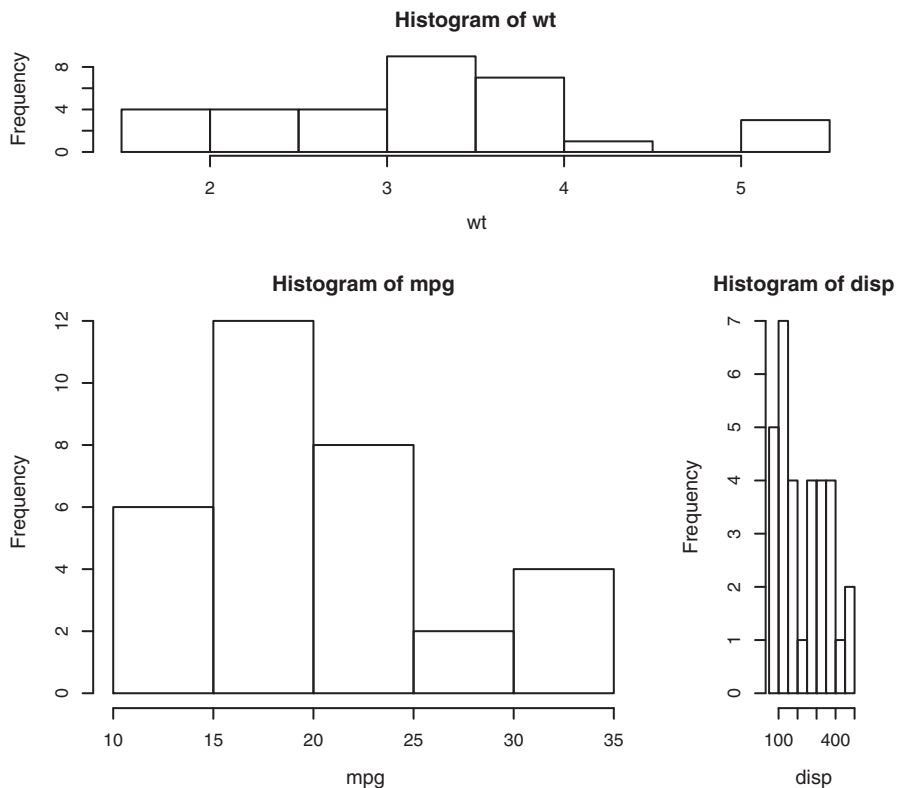 Histogram of wt
Frequency
0 4 8
2 3 4 5
wt
Histogram of mpg
Frequency
0 2 4 6 8 10 12
10 15 20 25 30 35
mpg
Histogram of disp
Frequency
0 1 2 3 4 5 6 7
100 400
disp